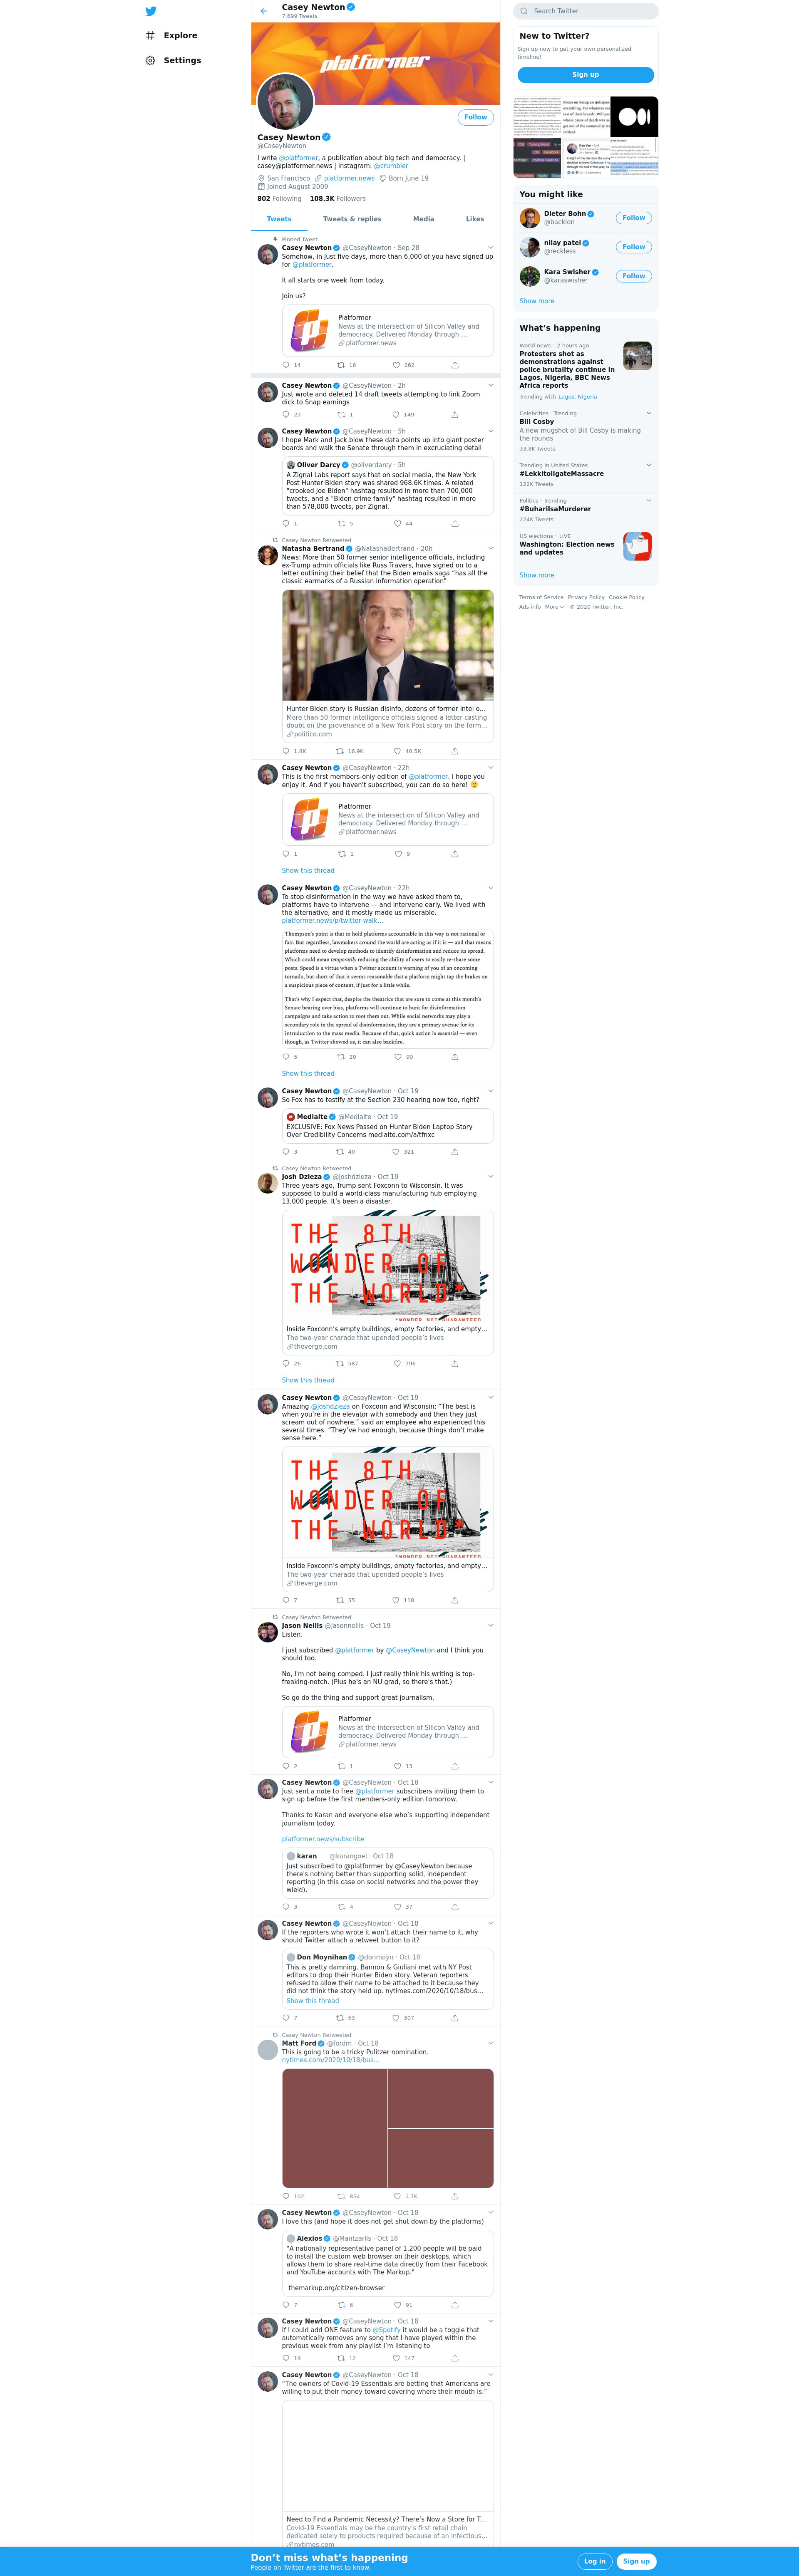 Explore
Settings
Casey Newton
7,699 Tweets
platformer
Follow
Casey Newton
@CaseyNewton
I write @platformer, a publication about big tech and democracy. |
casey@platformer.news | instagram: @crumbler
San Francisco platformer.news Born June 19
Joined August 2009
802 Following 108.3K Followers
Tweets Tweets & replies Media Likes
Pinned Tweet
Casey Newton @CaseyNewton · Sep 28
Somehow, in just five days, more than 6,000 of you have signed up
for @platformer.
It all starts one week from today.
Join us?
Platformer
News at the intersection of Silicon Valley and
democracy. Delivered Monday through ...
platformer.news
14 16 262
Casey Newton @CaseyNewton · 2h
Just wrote and deleted 14 draft tweets attempting to link Zoom
dick to Snap earnings
23 1 149
Casey Newton @CaseyNewton · 5h
I hope Mark and Jack blow these data points up into giant poster
boards and walk the Senate through them in excruciating detail
Oliver Darcy @oliverdarcy · 5h
A Zignal Labs report says that on social media, the New York
Post Hunter Biden story was shared 968.6K times. A related
"crooked Joe Biden" hashtag resulted in more than 700,000
tweets, and a "Biden crime family" hashtag resulted in more
than 578,000 tweets, per Zignal.
1 5 44
Casey Newton Retweeted
Natasha Bertrand @NatashaBertrand · 20h
News: More than 50 former senior intelligence officials, including
ex-Trump admin officials like Russ Travers, have signed on to a
letter outlining their belief that the Biden emails saga “has all the
classic earmarks of a Russian information operation”
Hunter Biden story is Russian disinfo, dozens of former intel o...
More than 50 former intelligence officials signed a letter casting
doubt on the provenance of a New York Post story on the form...
politico.com
1.8K 16.9K 40.5K
Casey Newton @CaseyNewton · 22h
This is the first members-only edition of @platformer. I hope you
enjoy it. And if you haven't subscribed, you can do so here! 🙂
Platformer
News at the intersection of Silicon Valley and
democracy. Delivered Monday through ...
platformer.news
1 1 9
Show this thread
Casey Newton @CaseyNewton · 22h
To stop disinformation in the way we have asked them to,
platforms have to intervene — and intervene early. We lived with
the alternative, and it mostly made us miserable.
platformer.news/p/twitter-walk...
Thompson's point is that to hold platforms accountable in this way is not rational or
fair. But regardless, lawmakers around the world are acting as if it is — and that means
platforms need to develop methods to identify disinformation and reduce its spread.
Which could mean temporarily reducing the ability of users to easily re-share some
posts. Speed is a virtue when a Twitter account is warning of you of an oncoming
tornado, but short of that it seems reasonable that a platform might tap the brakes on
a suspicious piece of content, if just for a little while.
That's why I expect that, despite the theatrics that are sure to come at this month's
Senate hearing over bias, platforms will continue to hunt for disinformation
campaigns and take action to root them out. While social networks may play a
secondary role in the spread of disinformation, they are a primary avenue for its
introduction to the mass media. Because of that, quick action is essential — even
though, as Twitter showed us, it can also backfire.
5 20 90
Show this thread
Casey Newton @CaseyNewton · Oct 19
So Fox has to testify at the Section 230 hearing now too, right?
Mediaite @Mediaite · Oct 19
EXCLUSIVE: Fox News Passed on Hunter Biden Laptop Story
Over Credibility Concerns mediaite.com/a/tfnxc
3 40 321
Casey Newton Retweeted
Josh Dzieza @joshdzieza · Oct 19
Three years ago, Trump sent Foxconn to Wisconsin. It was
supposed to build a world-class manufacturing hub employing
13,000 people. It’s been a disaster.
THE 8TH
WONDER OF
THE WORLD*
*WONDER NOT GUARANTEED
Inside Foxconn’s empty buildings, empty factories, and empty...
The two-year charade that upended people’s lives
theverge.com
26 587 796
Show this thread
Casey Newton @CaseyNewton · Oct 19
Amazing @joshdzieza on Foxconn and Wisconsin: “The best is
when you’re in the elevator with somebody and then they just
scream out of nowhere,” said an employee who experienced this
several times. “They’ve had enough, because things don’t make
sense here.”
THE 8TH
WONDER OF
THE WORLD*
*WONDER NOT GUARANTEED
Inside Foxconn’s empty buildings, empty factories, and empty...
The two-year charade that upended people’s lives
theverge.com
7 55 118
Casey Newton Retweeted
Jason Nellis @jasonnellis · Oct 19
Listen.
I just subscribed @platformer by @CaseyNewton and I think you
should too.
No, I'm not being comped. I just really think his writing is top-
freaking-notch. (Plus he's an NU grad, so there's that.)
So go do the thing and support great journalism.
Platformer
News at the intersection of Silicon Valley and
democracy. Delivered Monday through ...
platformer.news
2 1 13
Casey Newton @CaseyNewton · Oct 18
Just sent a note to free @platformer subscribers inviting them to
sign up before the first members-only edition tomorrow.
Thanks to Karan and everyone else who’s supporting independent
journalism today.
platformer.news/subscribe
karan @karangoel · Oct 18
Just subscribed to @platformer by @CaseyNewton because
there's nothing better than supporting solid, independent
reporting (in this case on social networks and the power they
wield).
3 4 37
Casey Newton @CaseyNewton · Oct 18
If the reporters who wrote it won’t attach their name to it, why
should Twitter attach a retweet button to it?
Don Moynihan @donmoyn · Oct 18
This is pretty damning. Bannon & Giuliani met with NY Post
editors to drop their Hunter Biden story. Veteran reporters
refused to allow their name to be attached to it because they
did not think the story held up. nytimes.com/2020/10/18/bus...
Show this thread
7 63 307
Casey Newton Retweeted
Matt Ford @fordm · Oct 18
This is going to be a tricky Pulitzer nomination.
nytimes.com/2020/10/18/bus...
102 854 2.7K
Casey Newton @CaseyNewton · Oct 18
I love this (and hope it does not get shut down by the platforms)
Alexios @Mantzarlis · Oct 18
"A nationally representative panel of 1,200 people will be paid
to install the custom web browser on their desktops, which
allows them to share real-time data directly from their Facebook
and YouTube accounts with The Markup."
themarkup.org/citizen-browser
7 6 91
Casey Newton @CaseyNewton · Oct 18
If I could add ONE feature to @Spotify it would be a toggle that
automatically removes any song that I have played within the
previous week from any playlist I’m listening to
19 12 147
Casey Newton @CaseyNewton · Oct 18
“The owners of Covid-19 Essentials are betting that Americans are
willing to put their money toward covering where their mouth is.”
Need to Find a Pandemic Necessity? There’s Now a Store for T...
Covid-19 Essentials may be the country’s first retail chain
dedicated solely to products required because of an infectious...
nytimes.com
Search Twitter
New to Twitter?
Sign up now to get your own personalized
timeline!
Sign up
You might like
Dieter Bohn
@backlon
Follow
nilay patel
@reckless
Follow
Kara Swisher
@karaswisher
Follow
Show more
What’s happening
World news · 2 hours ago
Protesters shot as
demonstrations against
police brutality continue in
Lagos, Nigeria, BBC News
Africa reports
Trending with Lagos, Nigeria
Celebrities · Trending
Bill Cosby
A new mugshot of Bill Cosby is making
the rounds
33.8K Tweets
Trending in United States
#LekkitollgateMassacre
122K Tweets
Politics · Trending
#BuhariIsaMurderer
224K Tweets
US elections · LIVE
Washington: Election news
and updates
Show more
Terms of Service Privacy Policy Cookie Policy
Ads info More © 2020 Twitter, Inc.
Don’t miss what’s happening
People on Twitter are the first to know.
Log in
Sign up